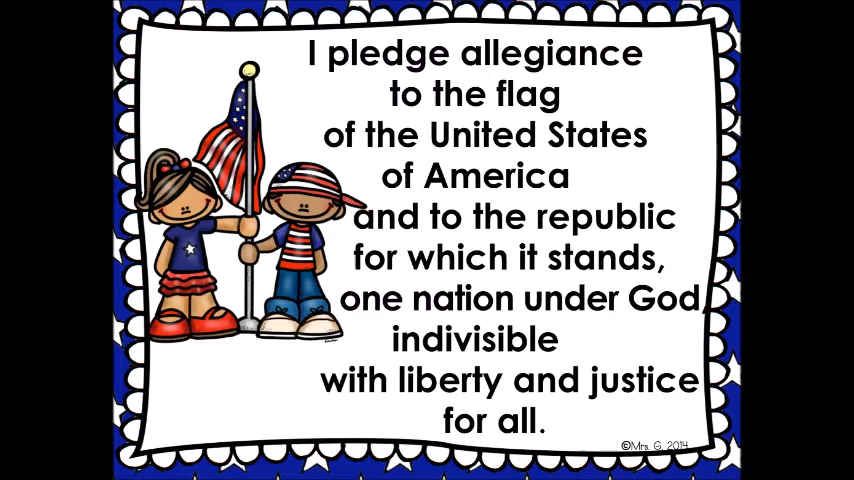 I pledge allegiance
to the flag
of the United States
of America
and to the republic
for which it stands,
one nation under God,
indivisible
with liberty and justice
for all.
©Mrs. G. 2014